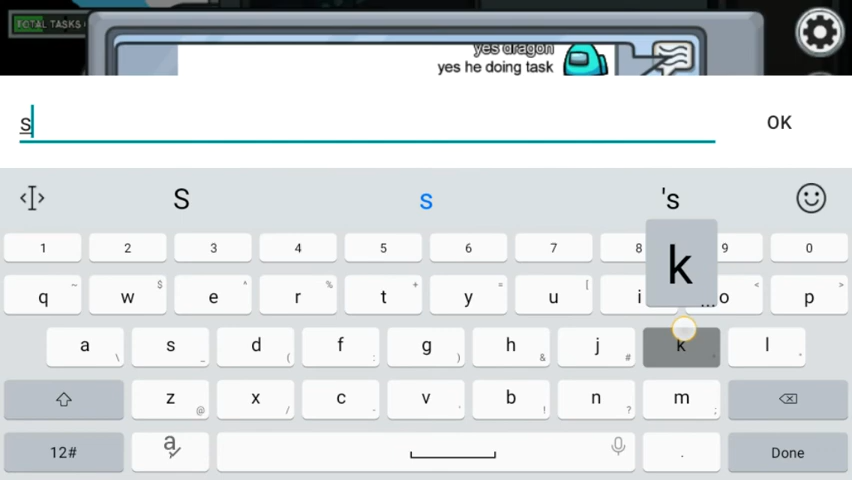 TOTAL TASKS
yes dragon
yes he doing task
s
OK
S s 's
1 2 3 4 5 6 7 8 9 0
k
q ~ w $ e ^ r % t + y = u [ i ... o < p >
a \ s _ d ( f : g ) h & j # k l
z @ x / c - v b ! n ? m ;
12# a . Done